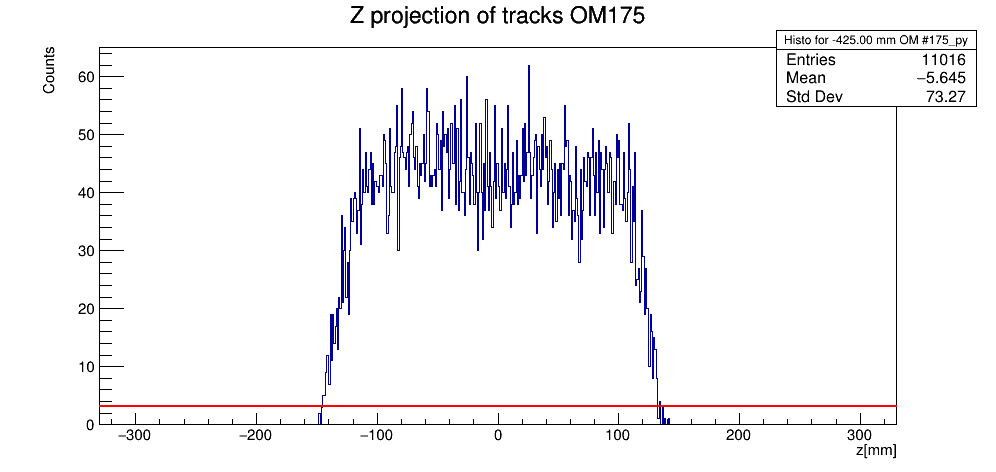 Z projection of tracks OM175
Histo for -425.00 mm OM #175_py
Entries 11016
Mean −5.645
Std Dev 73.27
Counts
60
50
40
30
20
10
0
−300 −200 −100 0 100 200 300
z[mm]